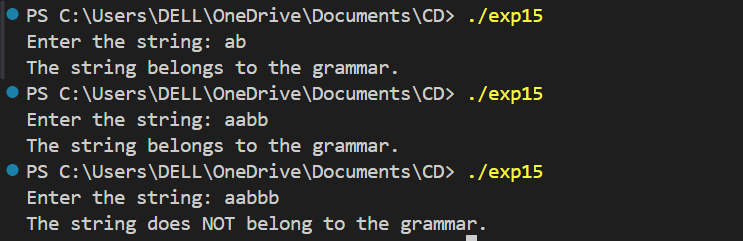 PS C:\Users\DELL\OneDrive\Documents\CD> ./exp15
Enter the string: ab
The string belongs to the grammar.
PS C:\Users\DELL\OneDrive\Documents\CD> ./exp15
Enter the string: aabb
The string belongs to the grammar.
PS C:\Users\DELL\OneDrive\Documents\CD> ./exp15
Enter the string: aabbb
The string does NOT belong to the grammar.